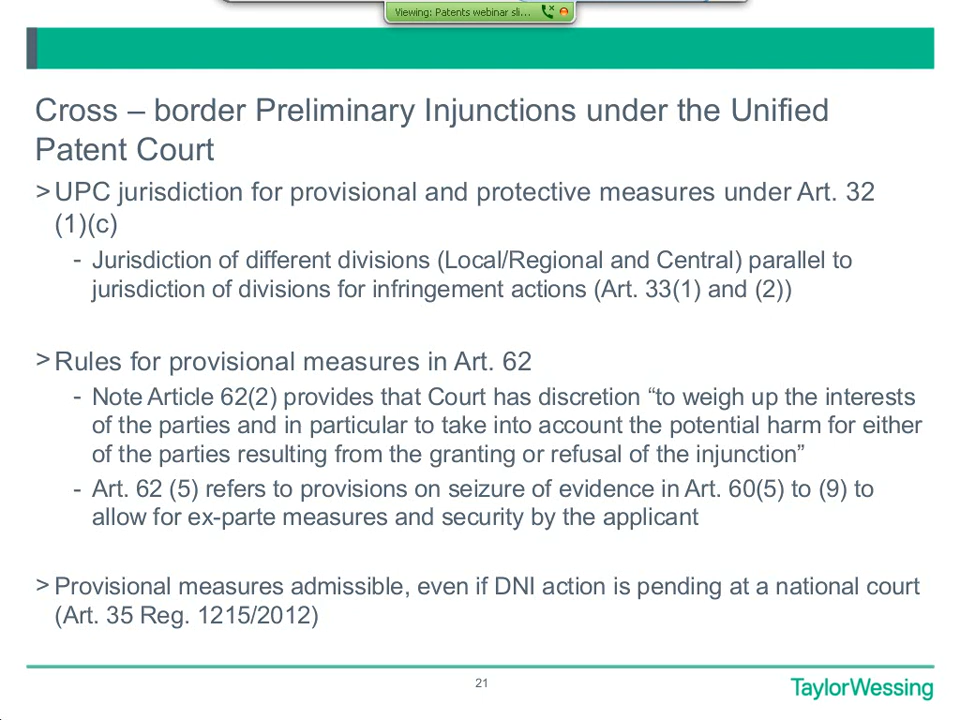 Viewing: Patents webinar sli...
Cross – border Preliminary Injunctions under the Unified
Patent Court
> UPC jurisdiction for provisional and protective measures under Art. 32
(1)(c)
- Jurisdiction of different divisions (Local/Regional and Central) parallel to
jurisdiction of divisions for infringement actions (Art. 33(1) and (2))
> Rules for provisional measures in Art. 62
- Note Article 62(2) provides that Court has discretion “to weigh up the interests
of the parties and in particular to take into account the potential harm for either
of the parties resulting from the granting or refusal of the injunction”
- Art. 62 (5) refers to provisions on seizure of evidence in Art. 60(5) to (9) to
allow for ex-parte measures and security by the applicant
> Provisional measures admissible, even if DNI action is pending at a national court
(Art. 35 Reg. 1215/2012)
21
TaylorWessing